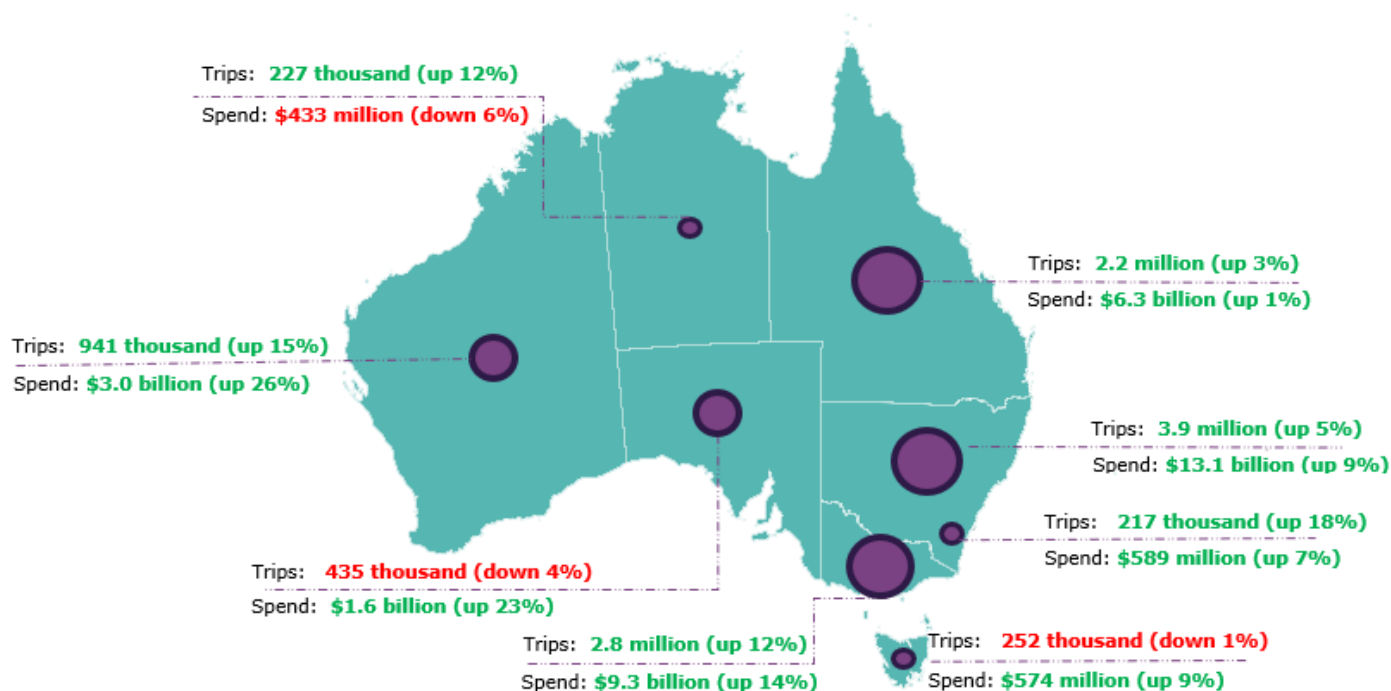 Trips: 227 thousand (up 12%)
Spend: $433 million (down 6%)
Trips: 2.2 million (up 3%)
Spend: $6.3 billion (up 1%)
Trips: 941 thousand (up 15%)
Spend: $3.0 billion (up 26%)
Trips: 3.9 million (up 5%)
Spend: $13.1 billion (up 9%)
Trips: 217 thousand (up 18%)
Spend: $589 million (up 7%)
Trips: 435 thousand (down 4%)
Spend: $1.6 billion (up 23%)
Trips: 2.8 million (up 12%)
Spend: $9.3 billion (up 14%)
Trips: 252 thousand (down 1%)
Spend: $574 million (up 9%)